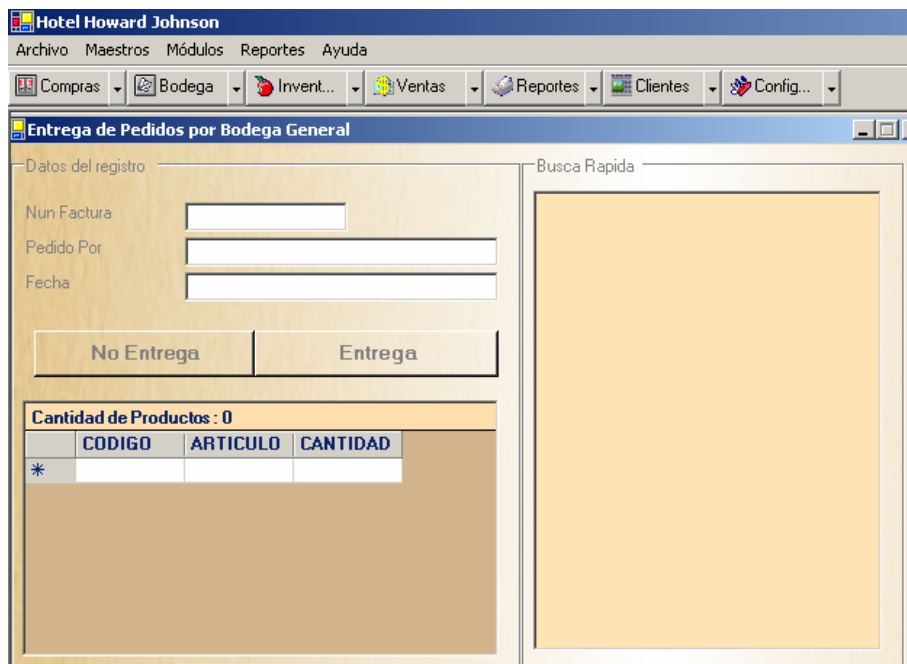 Hotel Howard Johnson
Archivo Maestros Módulos Reportes Ayuda
Compras Bodega Invent... Ventas Reportes Clientes Config...
Entrega de Pedidos por Bodega General
Datos del registro
Nun Factura
Pedido Por
Fecha
No Entrega Entrega
Cantidad de Productos : 0
CODIGO ARTICULO CANTIDAD
*
Busca Rapida